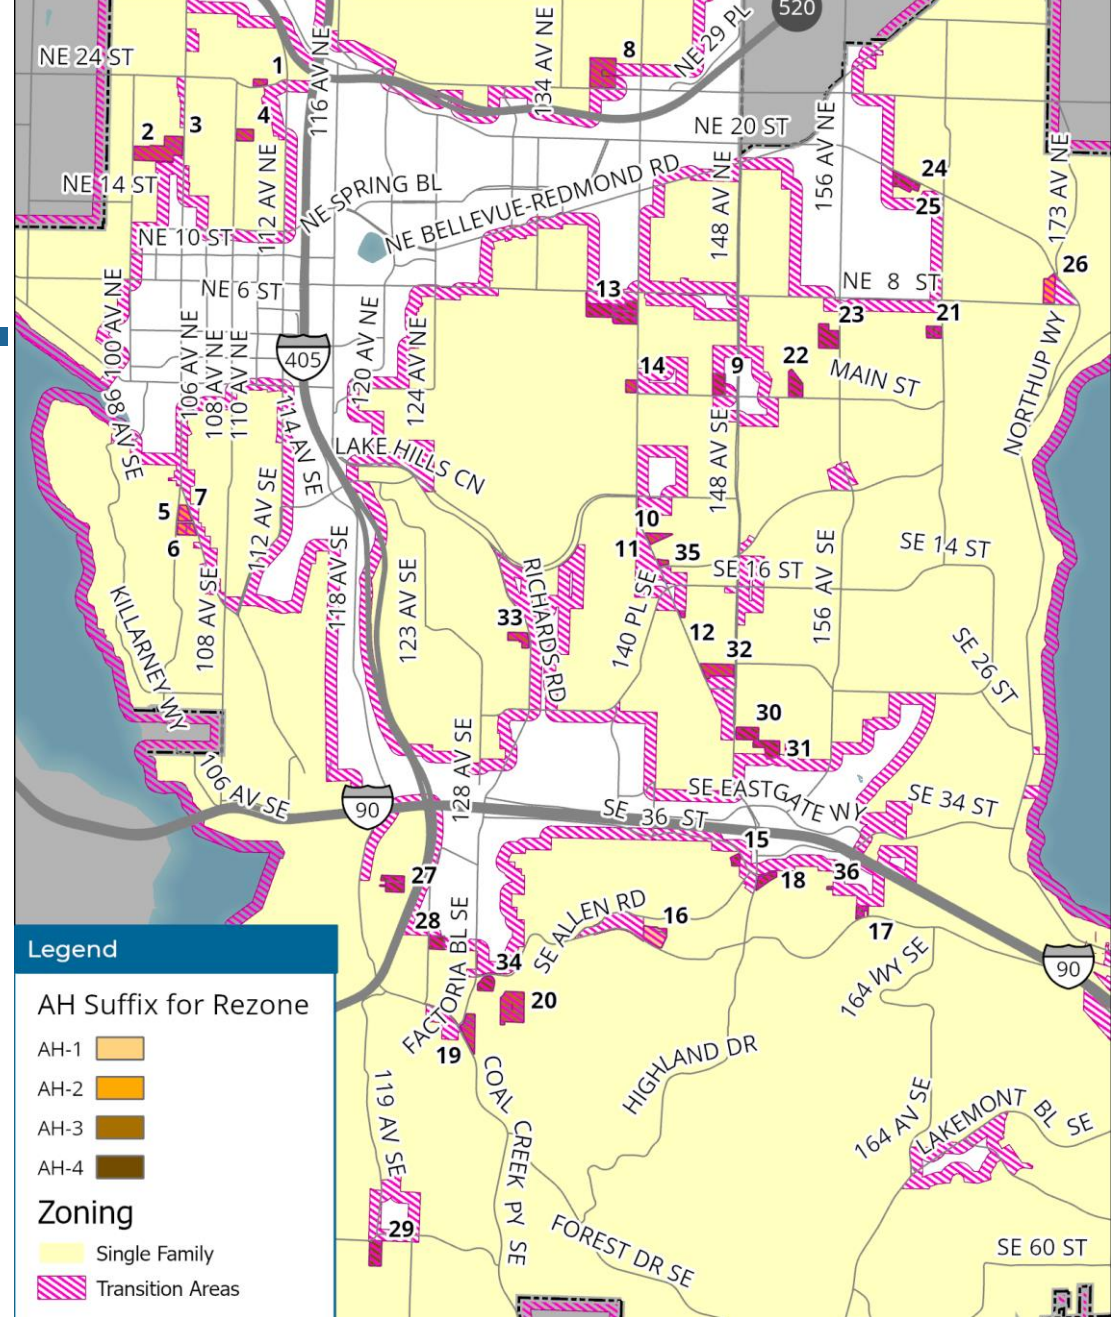 520
NE 24 ST
116 AV NE
134 AV NE
8
NE 29 PL
1
2
3
4
112 AV NE
NE 20 ST
156 AV NE
NE 14 ST
NE SPRING BL
NE BELLEVUE-REDMOND RD
148 AV NE
24
25
173 AV NE
NE 10 ST
26
NE 6 ST
NE 8 ST
100 AV NE
106 AV NE
108 AV NE
110 AV NE
405
120 AV NE
124 AV NE
13
23
21
14
9
22
MAIN ST
NORTHUP WY
98 AV SE
114 AV SE
LAKE HILLS CN
148 AV SE
5
7
6
112 AV SE
118 AV SE
10
11
35
SE 16 ST
SE 14 ST
156 AV SE
KILLARNEY WY
108 AV SE
123 AV SE
RICHARDS RD
33
140 PL SE
12
32
SE 26 ST
30
31
106 AV SE
90
128 AV SE
SE EASTGATE WY
SE 36 ST
SE 34 ST
15
27
18
36
28
FACTORIA BL SE
SE ALLEN RD
16
17
34
20
164 WY SE
90
19
COAL CREEK PY SE
HIGHLAND DR
119 AV SE
164 AV SE
LAKEMONT BL SE
29
FOREST DR SE
SE 60 ST
Legend
AH Suffix for Rezone
AH-1
AH-2
AH-3
AH-4
Zoning
Single Family
Transition Areas